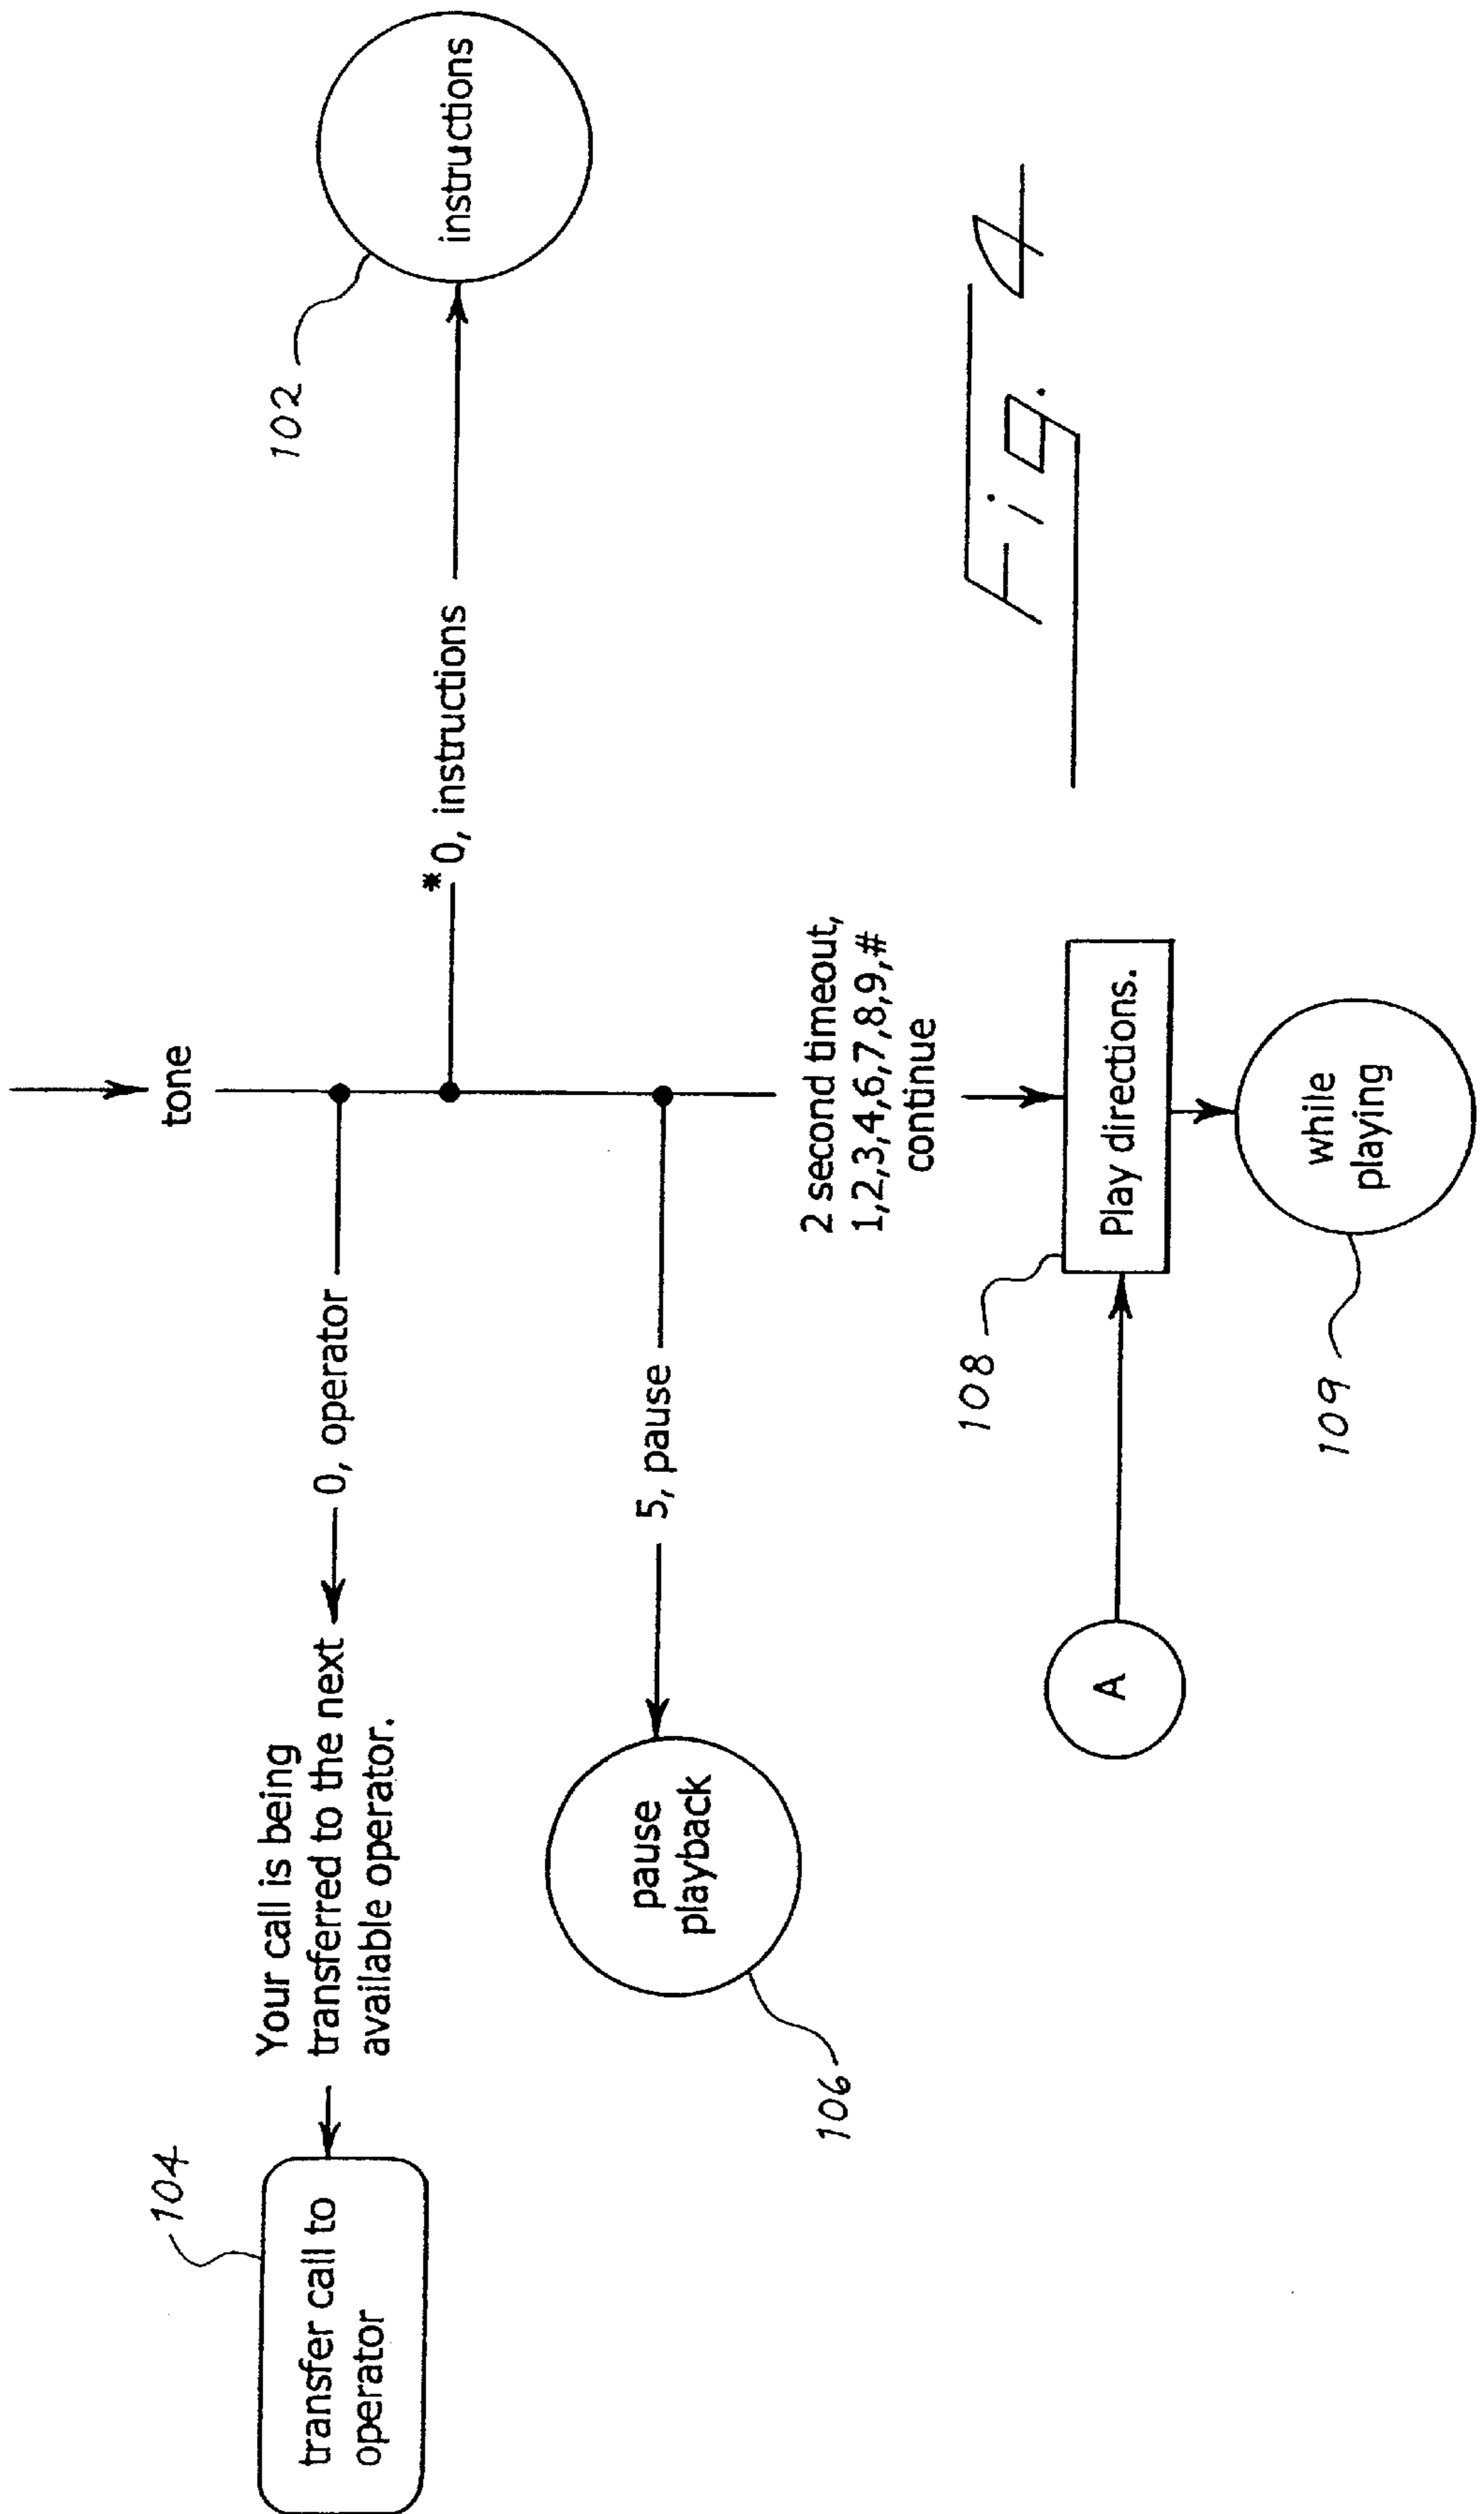 tone
104
Your call is being
transferred to the next
available operator.
0, operator
transfer call to
operator
102
* 0, instructions
instructions
5, pause
pause
playback
106
2 second timeout,
1,2,3,4,6,7,8,9,#
continue
108
A
Play directions.
109
while
playing
Fig. 4